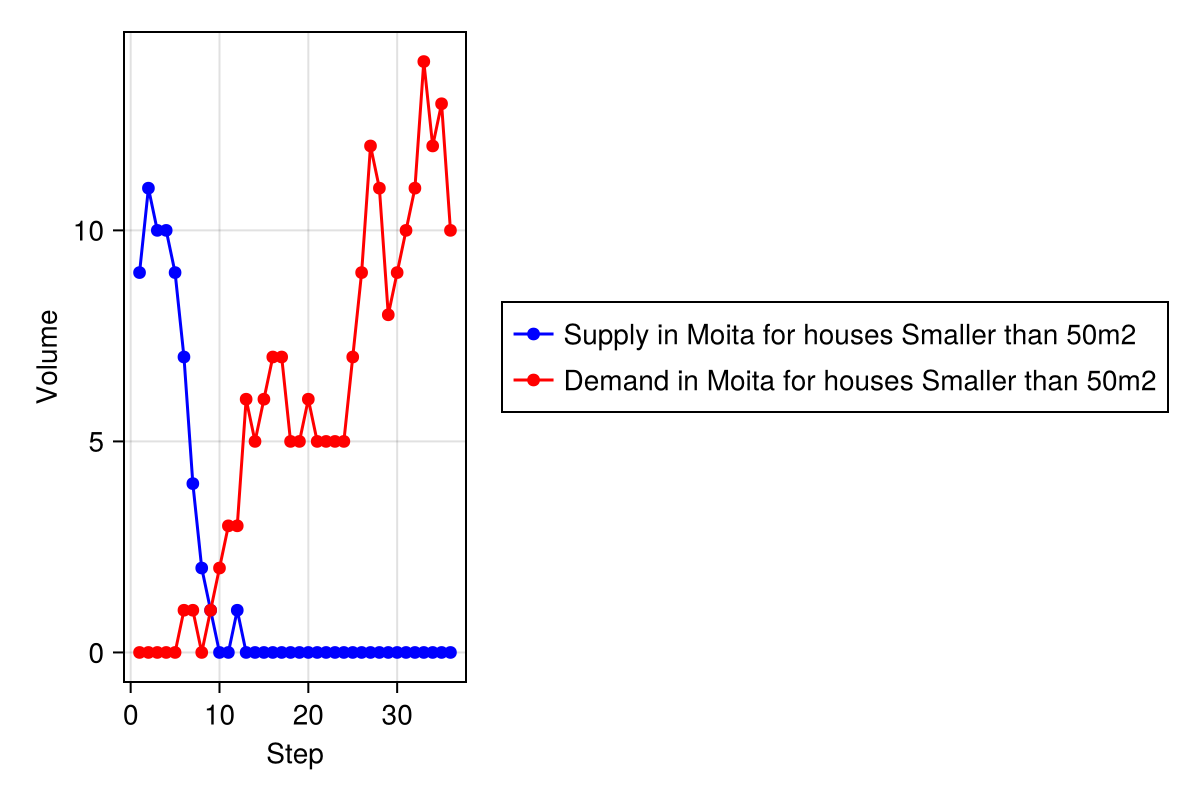 10
5
0
Volume
0 10 20 30
Step
Supply in Moita for houses Smaller than 50m2
Demand in Moita for houses Smaller than 50m2